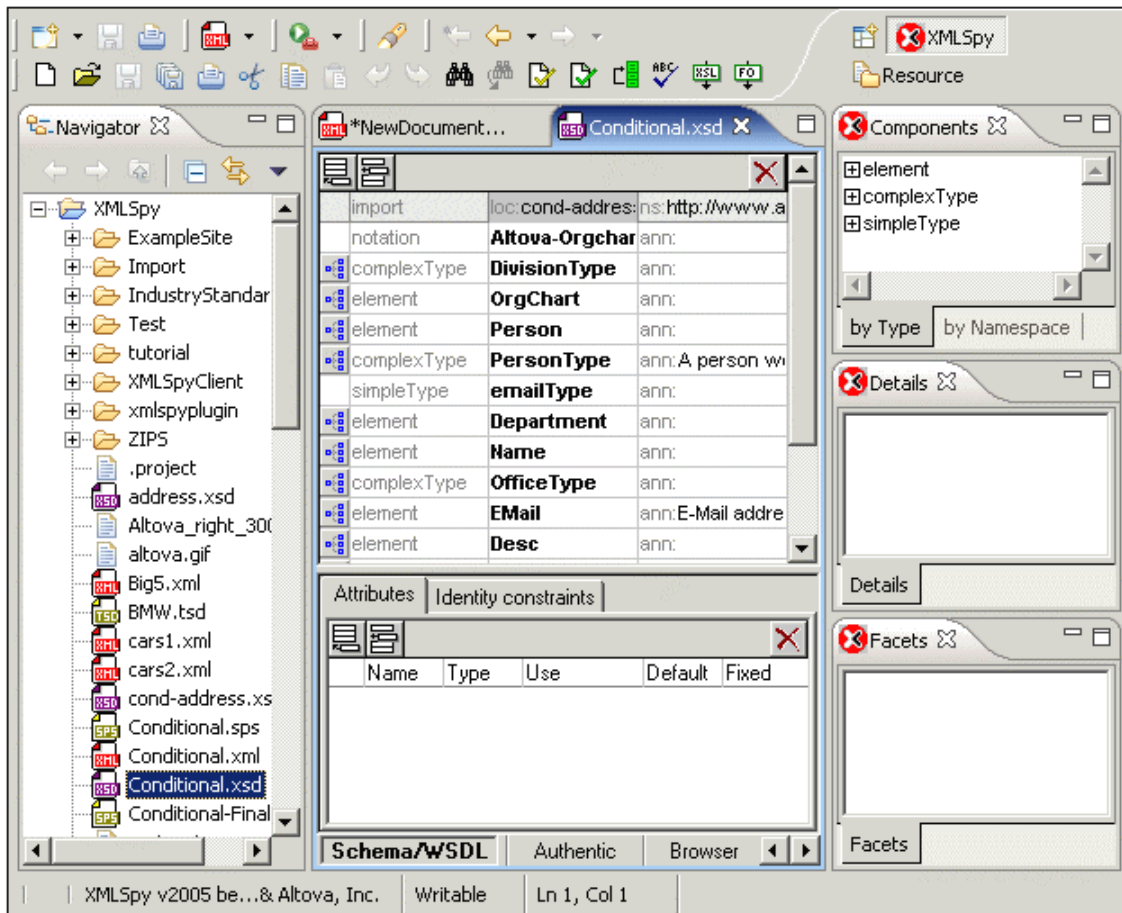 XMLSpy
ABC XSL FO
Resource
Navigator
XMLSpy
ExampleSite
Import
IndustryStandar
Test
tutorial
XMLSpyClient
xmlspyplugin
ZIPS
.project
address.xsd
Altova_right_300
altova.gif
Big5.xml
BMW.tsd
cars1.xml
cars2.xml
cond-address.xs
Conditional.sps
Conditional.xml
Conditional.xsd
Conditional-Final
*NewDocument... Conditional.xsd
import loc:cond-address ns:http://www.a
notation Altova-Orgchar ann:
complexType DivisionType ann:
element OrgChart ann:
element Person ann:
complexType PersonType ann:A person wo
simpleType emailType ann:
element Department ann:
element Name ann:
complexType OfficeType ann:
element EMail ann:E-Mail addre
element Desc ann:
Attributes Identity constraints
Name Type Use Default Fixed
Schema/WSDL Authentic Browser
Components
element
complexType
simpleType
by Type by Namespace
Details
Details
Facets
Facets
XMLSpy v2005 be...& Altova, Inc. Writable Ln 1, Col 1